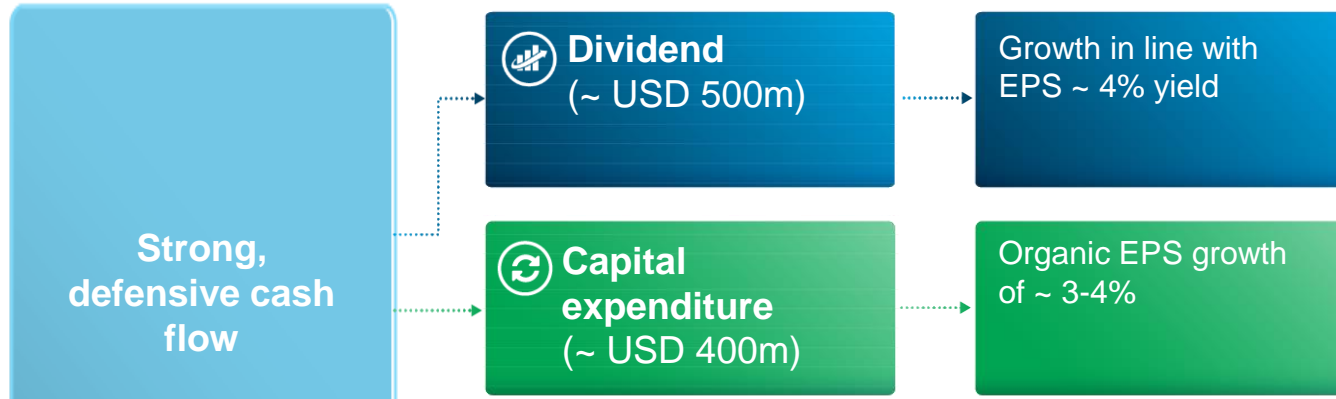 Strong,
defensive cash
flow
Dividend
(~ USD 500m)
Growth in line with
EPS ~ 4% yield
Capital
expenditure
(~ USD 400m)
Organic EPS growth
of ~ 3-4%